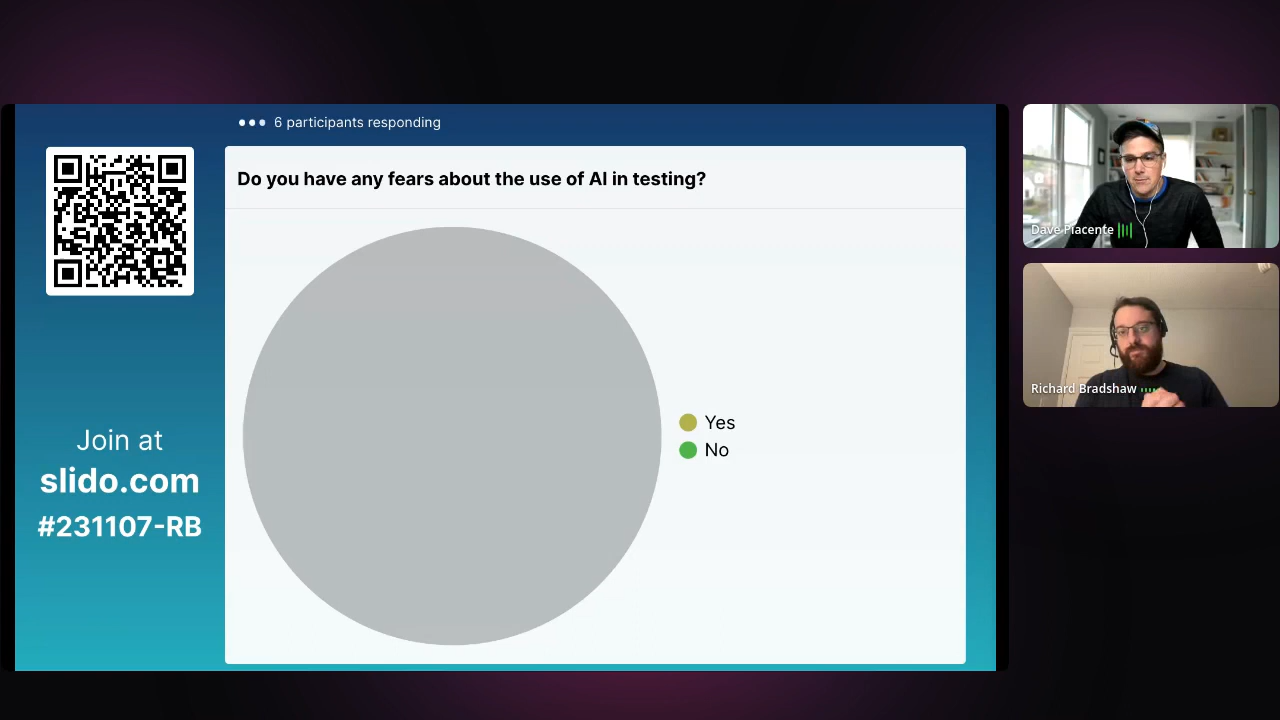 6 participants responding
Do you have any fears about the use of AI in testing?
Yes
No
Join at
slido.com
#231107-RB
Dave Piacente
Richard Bradshaw